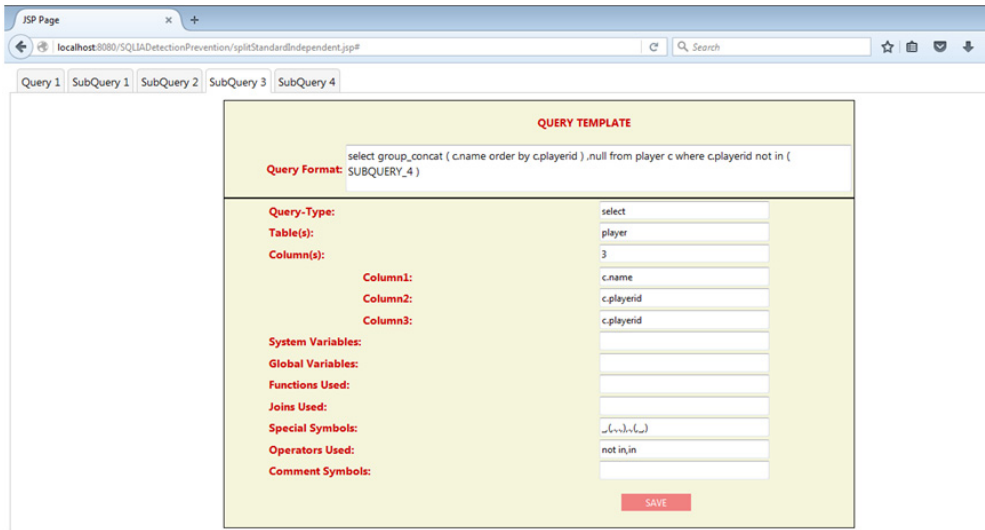 JSP Page
localhost:8080/SQLIADetectionPrevention/splitStandardIndependent.jsp#
Search
Query 1 SubQuery 1 SubQuery 2 SubQuery 3 SubQuery 4
QUERY TEMPLATE
select group_concat ( c.name order by c.playerid ) ,null from player c where c.playerid not in (
Query Format: SUBQUERY_4 )
Query-Type: select
Table(s): player
Column(s): 3
Column1: c.name
Column2: c.playerid
Column3: c.playerid
System Variables:
Global Variables:
Functions Used:
Joins Used:
Special Symbols:
Operators Used: not in,in
Comment Symbols:
SAVE